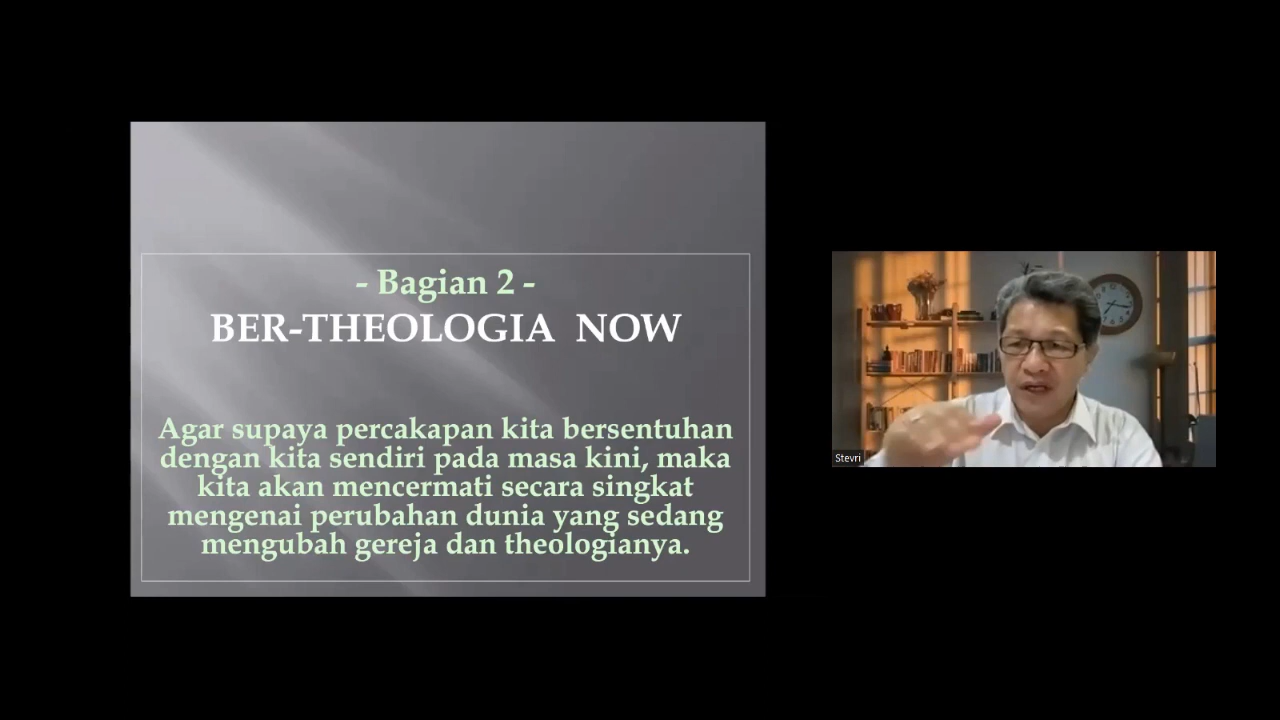 - Bagian 2 -
BER-THEOLOGIA NOW
Agar supaya percakapan kita bersentuhan
dengan kita sendiri pada masa kini, maka
kita akan mencermati secara singkat
mengenai perubahan dunia yang sedang
mengubah gereja dan theologianya.
Stevri